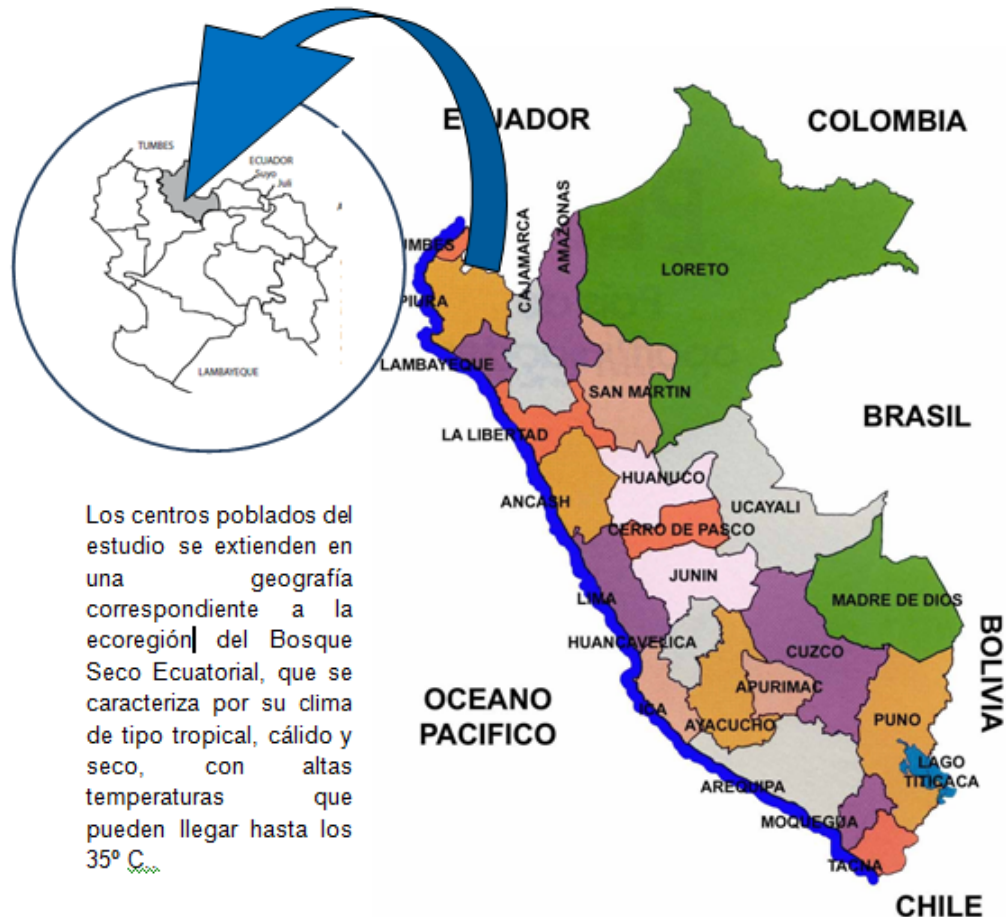 ECUADOR
COLOMBIA
TUMBES
ECUADOR
Suyo
Juli
LAMBAYEQUE
UMBES
PIURA
CAJAMARCA
AMAZONAS
LORETO
LAMBAYEQUE
SAN MARTIN
LA LIBERTAD
BRASIL
HUANUCO
ANCASH
UCAYALI
CERRO DE PASCO
JUNIN
LIMA
MADRE DE DIOS
HUANCAVELICA
CUZCO
BOLIVIA
APURIMAC
OCEANO
PACIFICO
ICA
AYACUCHO
PUNO
LAGO
TITICACA
AREQUIPA
MOQUEGUA
TACNA
CHILE
Los centros poblados del
estudio se extienden en
una geografía
correspondiente a la
ecoregión del Bosque
Seco Ecuatorial, que se
caracteriza por su clima
de tipo tropical, cálido y
seco, con altas
temperaturas que
pueden llegar hasta los
35º C..